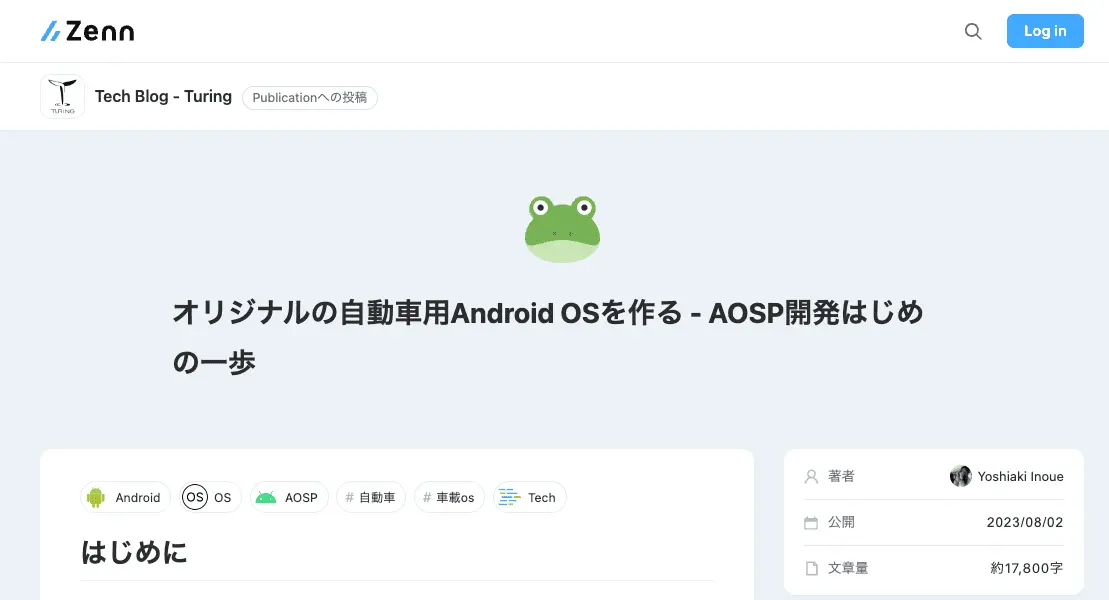 Zenn
Log in
TURING
Tech Blog - Turing
Publicationへの投稿
オリジナルの自動車用Android OSを作る - AOSP開発はじめ
の一歩
Android
OS OS
AOSP
# 自動車
# 車載os
Tech
はじめに
著者 Yoshiaki Inoue
公開 2023/08/02
文章量 約17,800字